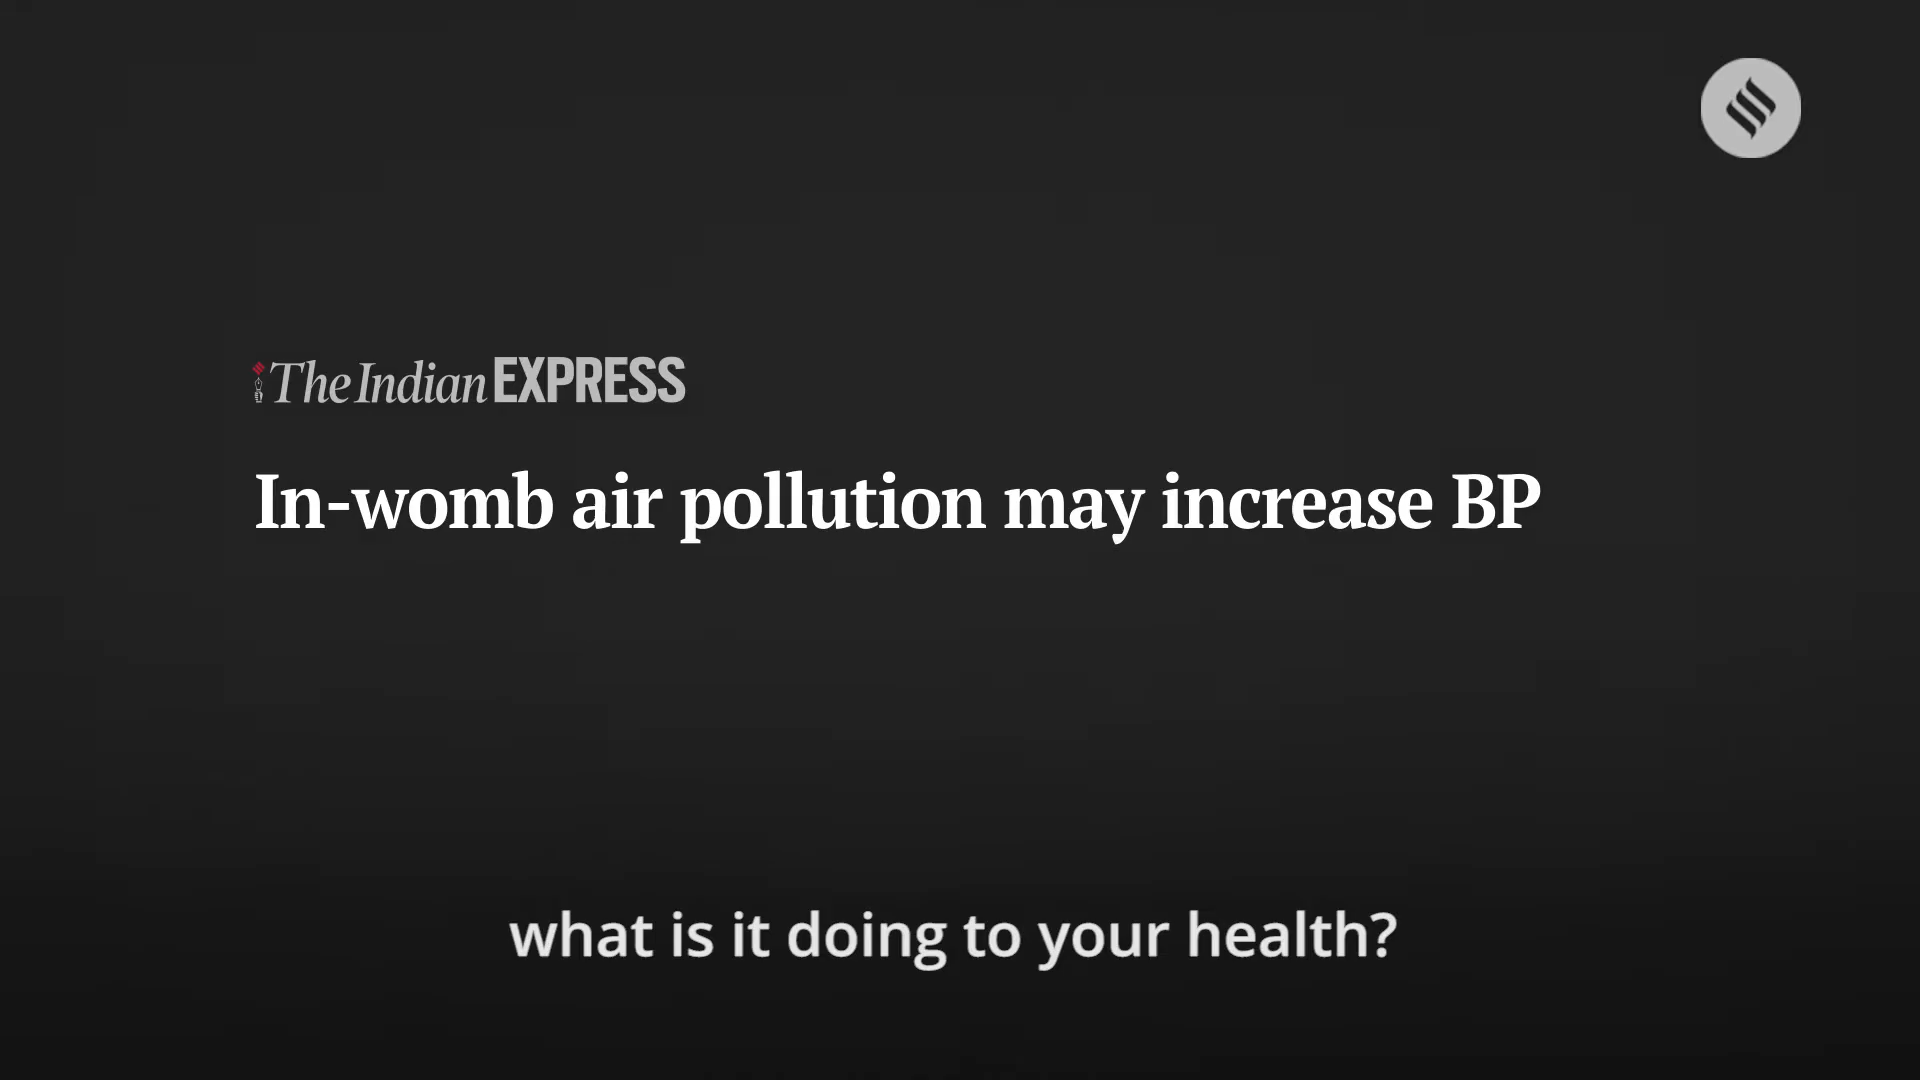 The Indian EXPRESS
In-womb air pollution may increase BP
what is it doing to your health?